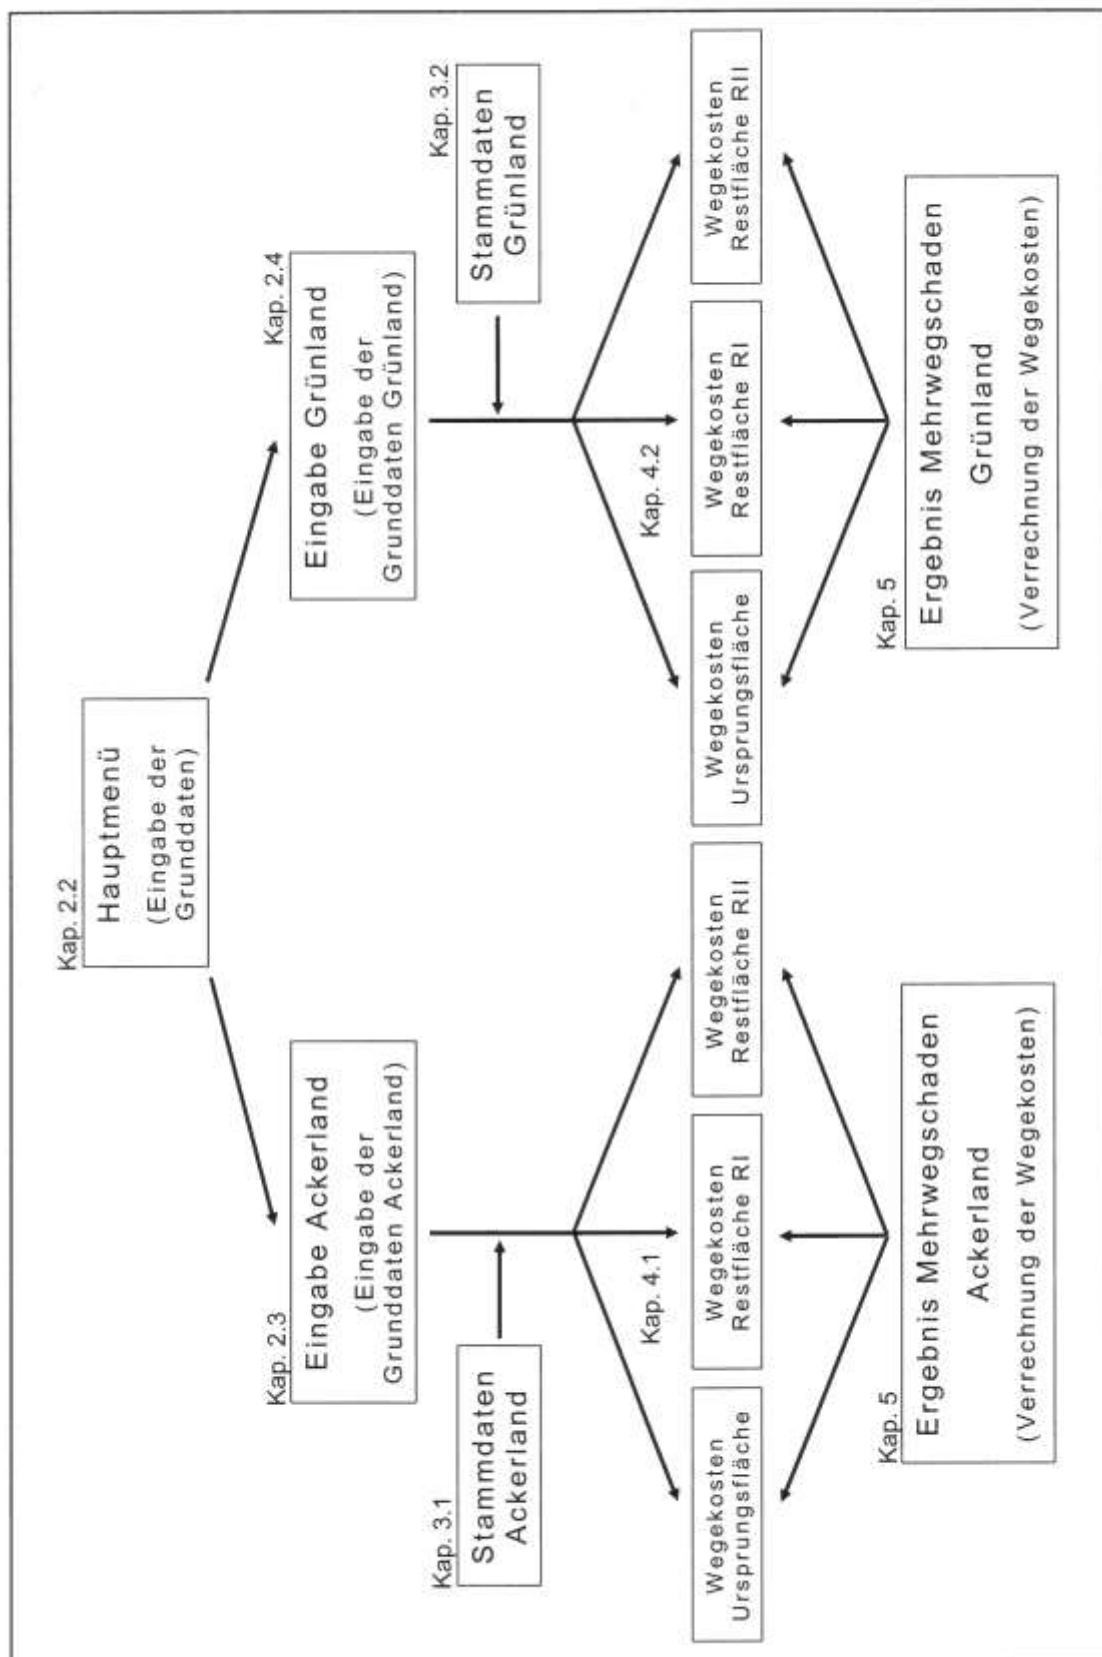 Kap. 2.2
Hauptmenü
(Eingabe der
Grunddaten)
Kap. 2.3
Eingabe Ackerland
(Eingabe der
Grunddaten Ackerland)
Kap. 2.4
Eingabe Grünland
(Eingabe der
Grunddaten Grünland)
Kap. 3.1
Stammdaten
Ackerland
Kap. 3.2
Stammdaten
Grünland
Kap. 4.1
Wegekosten
Ursprungsfläche
Wegekosten
Restfläche RI
Wegekosten
Restfläche RII
Kap. 4.2
Wegekosten
Ursprungsfläche
Wegekosten
Restfläche RI
Wegekosten
Restfläche RII
Kap. 5
Ergebnis Mehrwegschaden
Ackerland
(Verrechnung der Wegekosten)
Kap. 5
Ergebnis Mehrwegschaden
Grünland
(Verrechnung der Wegekosten)